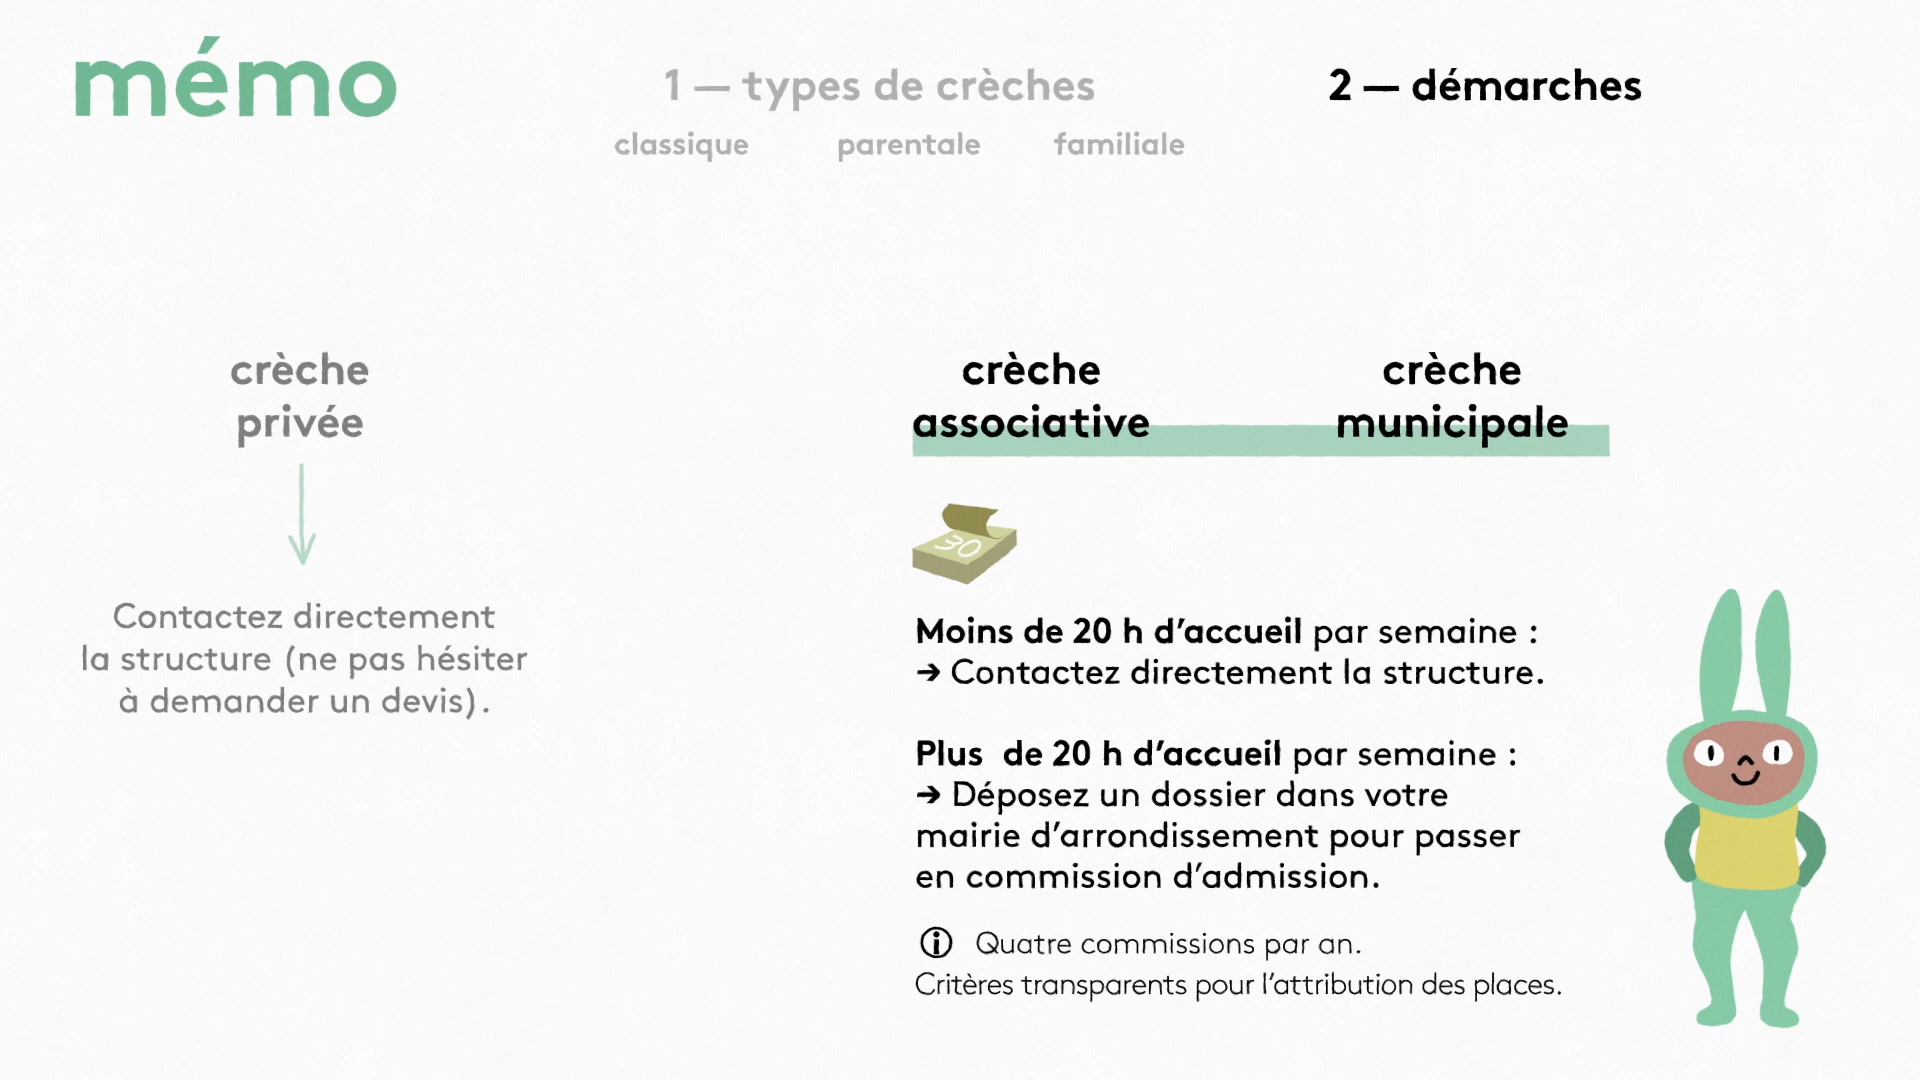 mémo
1 — types de crèches
classique parentale familiale
2 — démarches
crèche
privée
Contactez directement
la structure (ne pas hésiter
à demander un devis).
crèche
associative
crèche
municipale
30
Moins de 20 h d’accueil par semaine :
→ Contactez directement la structure.
Plus de 20 h d’accueil par semaine :
→ Déposez un dossier dans votre
mairie d’arrondissement pour passer
en commission d’admission.
i Quatre commissions par an.
Critères transparents pour l’attribution des places.